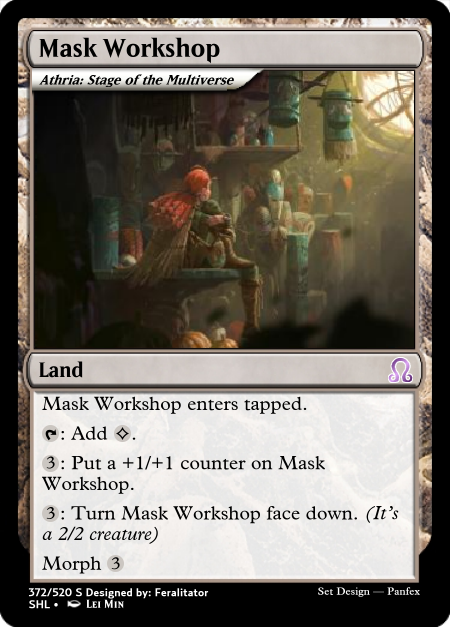 Mask Workshop
Athria: Stage of the Multiverse
Land
Mask Workshop enters tapped.
: Add .
3: Put a +1/+1 counter on Mask
Workshop.
3: Turn Mask Workshop face down. (It's
a 2/2 creature)
Morph 3
372/520 S Designed by: Feralitator
Set Design — Panfex
SHL • Lei Min